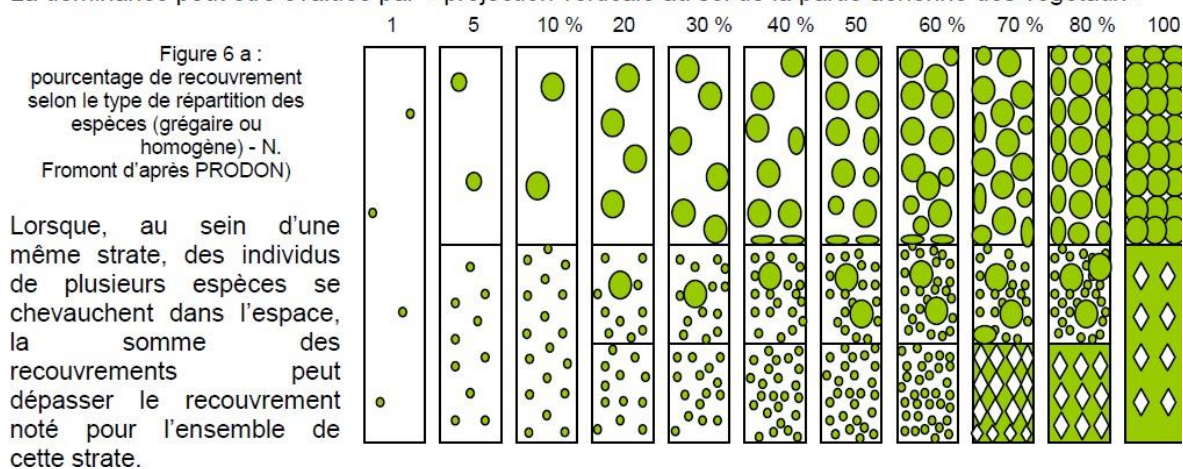 1 5 10 % 20 30 % 40 % 50 60 % 70 % 80 % 100
Figure 6 a :
pourcentage de recouvrement
selon le type de répartition des
espèces (grégaire ou
homogène) - N.
Fromont d'après PRODON)
Lorsque, au sein d'une
même strate, des individus
de plusieurs espèces se
chevauchent dans l'espace,
la somme des
recouvrements peut
dépasser le recouvrement
noté pour l'ensemble de
cette strate.